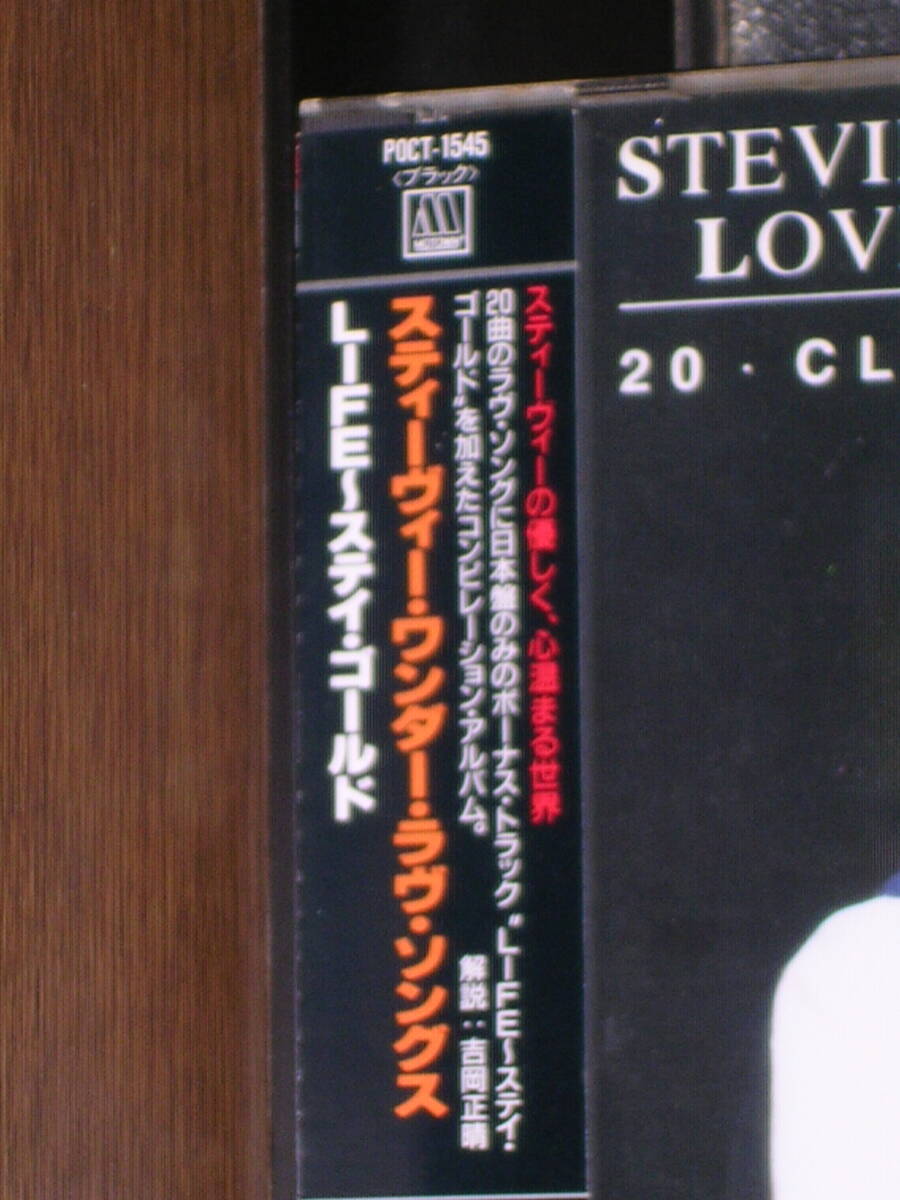 POCT-1545
〈ブラック〉
MOTOWN
スティーヴィーの優しく、心温まる世界
20曲のラヴ・ソングに日本盤のみのボーナス・トラック“LIFE〜ステイ・
ゴールド”を加えたコンピレーション・アルバム。
解説:吉岡正晴
スティーヴィー・ワンダー・ラヴ・ソングス
LIFE〜ステイ・ゴールド
STEVI
LOV
20 · CL